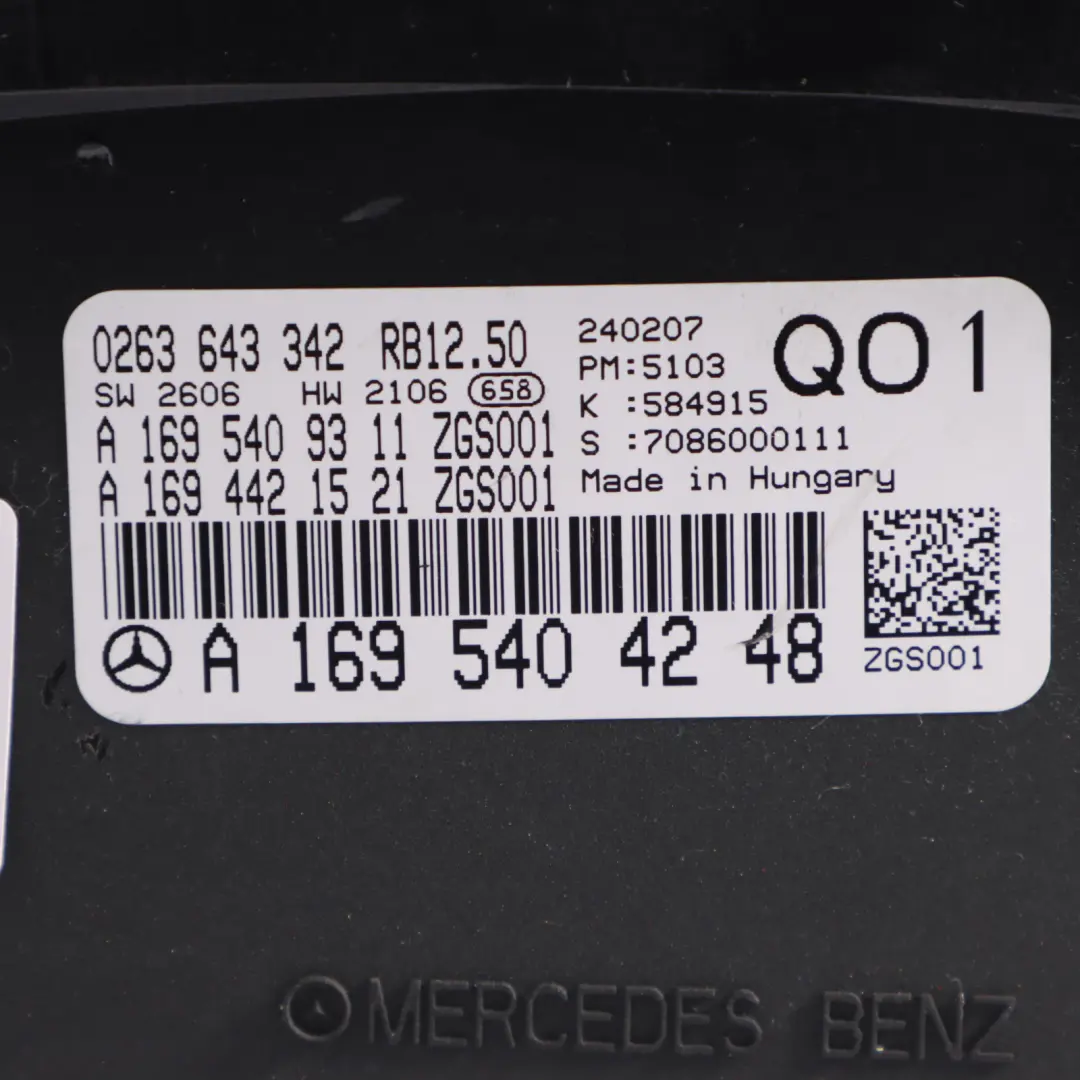 0263 643 342 RB12.50
SW 2606 HW 2106 658
A 169 540 93 11 ZGS001
A 169 442 15 21 ZGS001
240207
PM:5103
K :584915
S :7086000111
Made in Hungary
Q01
A 169 540 42 48
ZGS001
MERCEDES BENZ